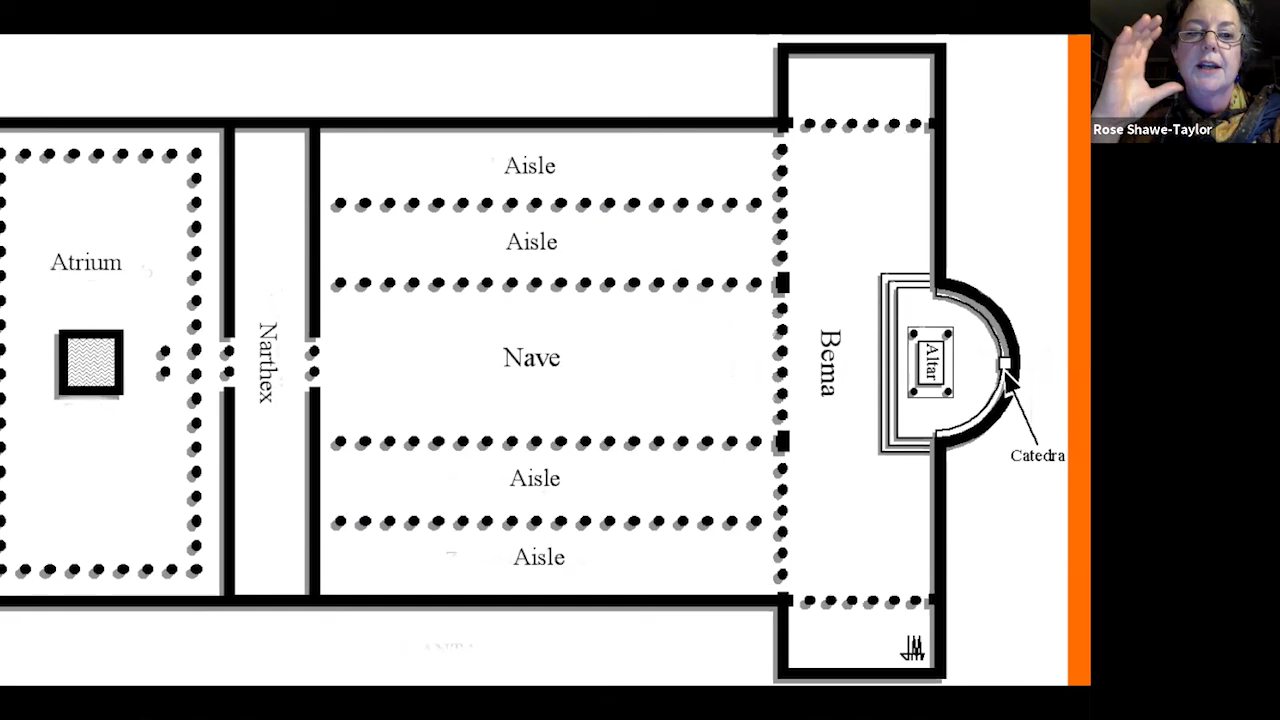 Rose Shawe-Taylor
Aisle
Aisle
Atrium
Narthex
Nave
Bema
Altar
Catedra
Aisle
Aisle